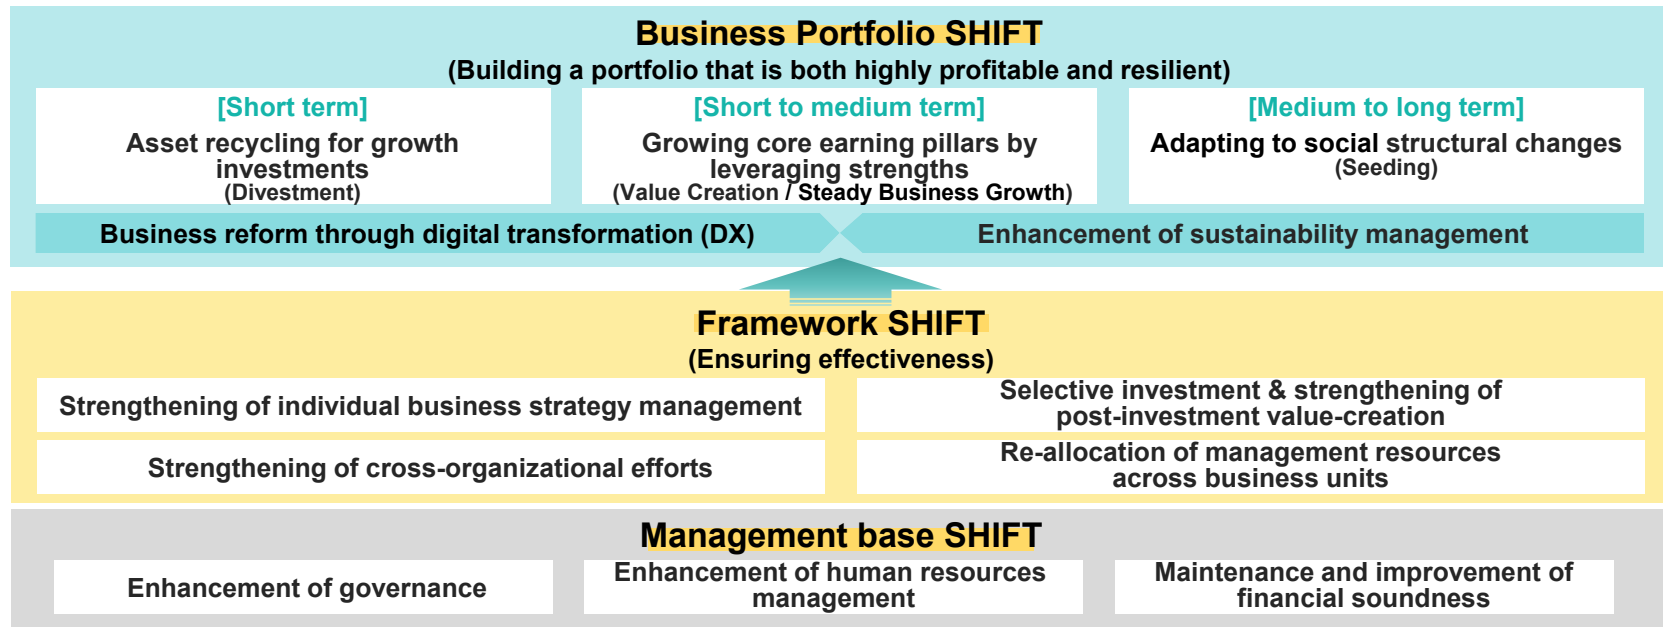 Business Portfolio SHIFT
(Building a portfolio that is both highly profitable and resilient)
[Short term]
Asset recycling for growth
investments
(Divestment)
[Short to medium term]
Growing core earning pillars by
leveraging strengths
(Value Creation / Steady Business Growth)
[Medium to long term]
Adapting to social structural changes
(Seeding)
Business reform through digital transformation (DX)
Enhancement of sustainability management
Framework SHIFT
(Ensuring effectiveness)
Strengthening of individual business strategy management
Selective investment & strengthening of
post-investment value-creation
Strengthening of cross-organizational efforts
Re-allocation of management resources
across business units
Management base SHIFT
Enhancement of governance
Enhancement of human resources
management
Maintenance and improvement of
financial soundness